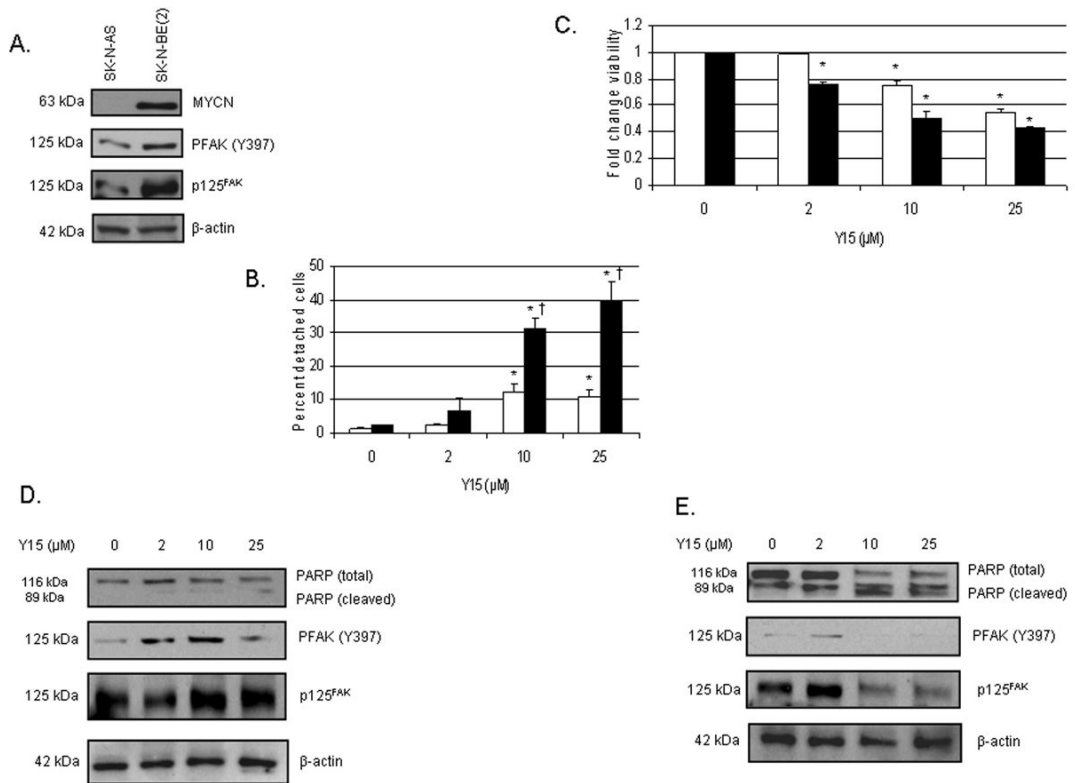 A.
SK-N-AS
SK-N-BE(2)
63 kDa
MYCN
125 kDa
PFAK (Y397)
125 kDa
p125FAK
42 kDa
β-actin
B.
Percent detached cells
50
40
30
20
10
0
* * † * * †
0 2 10 25
Y15 (µM)
C.
Fold change viability
1.2
1
0.8
0.6
0.4
0.2
0
* * * * *
0 2 10 25
Y15 (µM)
D.
Y15 (µM) 0 2 10 25
116 kDa PARP (total)
89 kDa PARP (cleaved)
125 kDa PFAK (Y397)
125 kDa p125FAK
42 kDa β-actin
E.
Y15 (µM) 0 2 10 25
116 kDa PARP (total)
89 kDa PARP (cleaved)
125 kDa PFAK (Y397)
125 kDa p125FAK
42 kDa β-actin